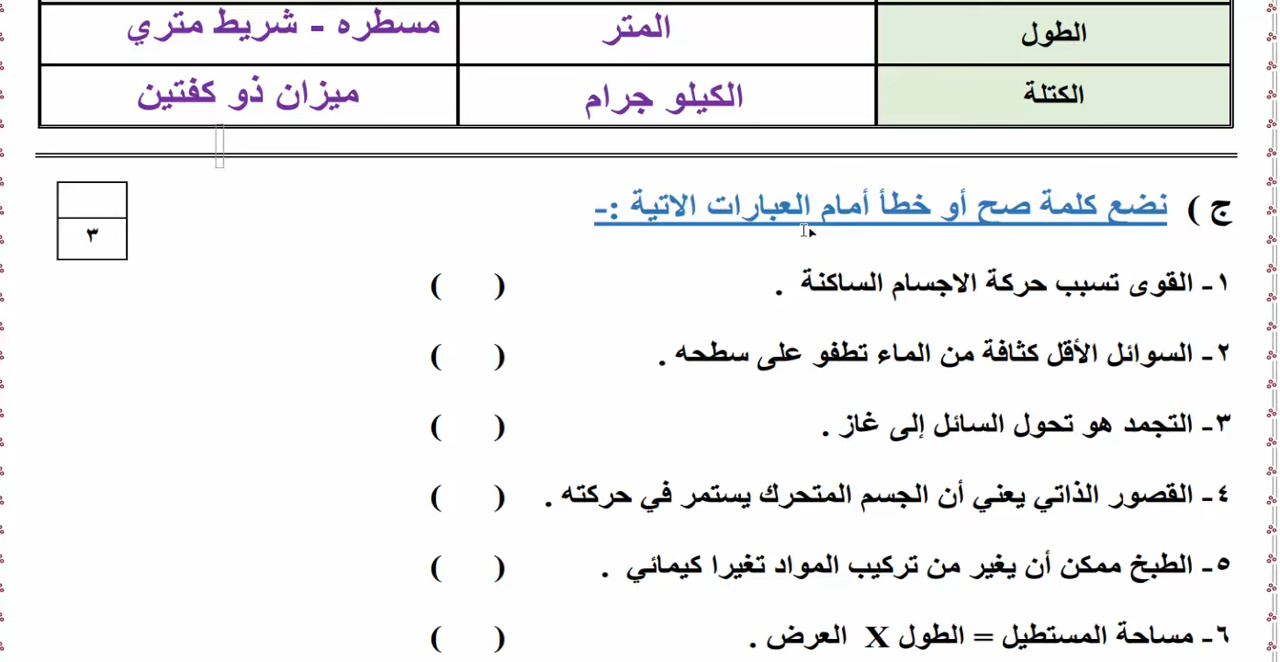 الطول المتر مسطره - شريط متري
الكتلة الكيلو جرام ميزان ذو كفتين
ج ) نضع كلمة صح أو خطأ أمام العبارات الاتية :-
٣
١- القوى تسبب حركة الاجسام الساكنة . ( )
٢- السوائل الأقل كثافة من الماء تطفو على سطحه . ( )
٣- التجمد هو تحول السائل إلى غاز . ( )
٤- القصور الذاتي يعني أن الجسم المتحرك يستمر في حركته . ( )
٥- الطبخ ممكن أن يغير من تركيب المواد تغيرا كيمائي . ( )
٦- مساحة المستطيل = الطول X العرض . ( )